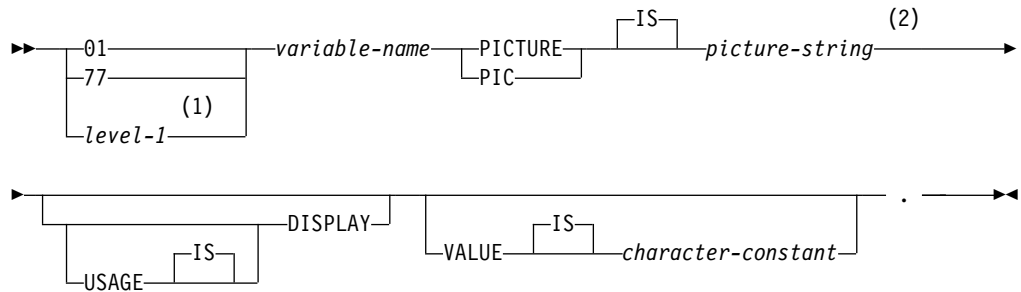 IS (2)
01 variable-name PICTURE picture-string
77 PIC
(1)
level-1
.
DISPLAY IS
IS VALUE character-constant
USAGE